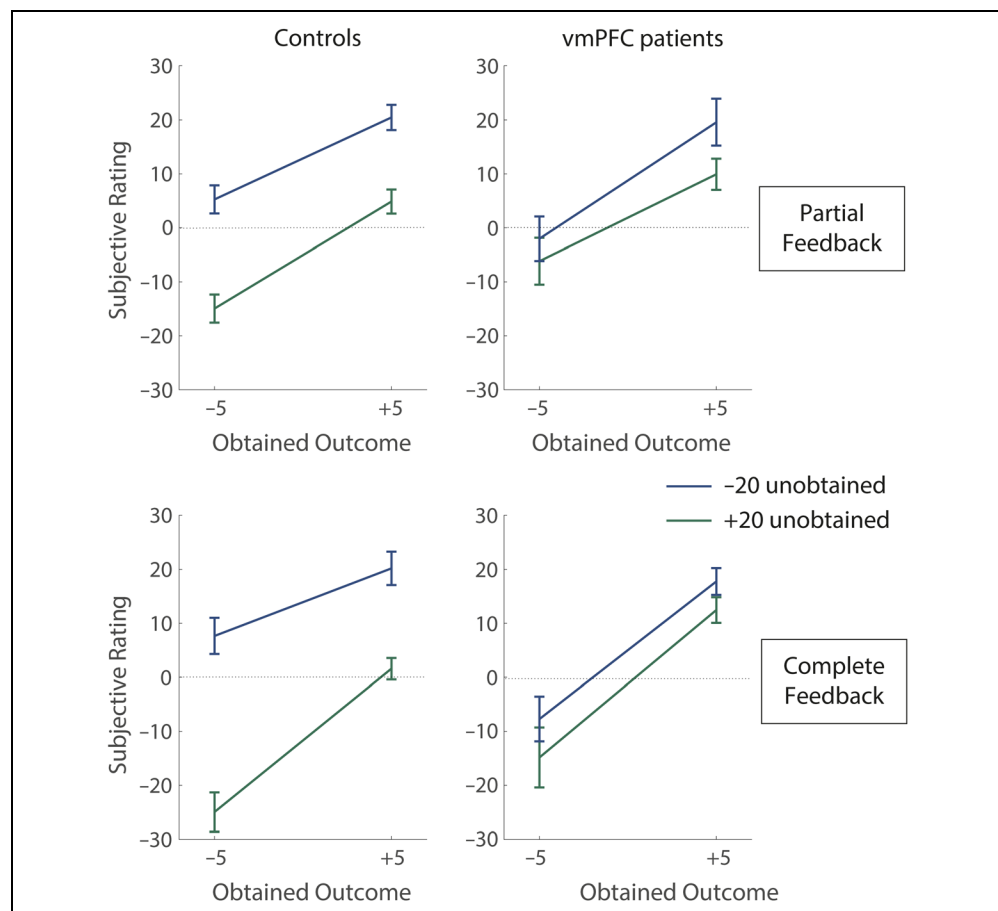 Controls
vmPFC patients
30
20
10
0
–10
–20
–30
Subjective Rating
–5
+5
Obtained Outcome
30
20
10
0
–10
–20
–30
–5
+5
Obtained Outcome
Partial
Feedback
–20 unobtained
+20 unobtained
30
20
10
0
–10
–20
–30
Subjective Rating
–5
+5
Obtained Outcome
30
20
10
0
–10
–20
–30
–5
+5
Obtained Outcome
Complete
Feedback